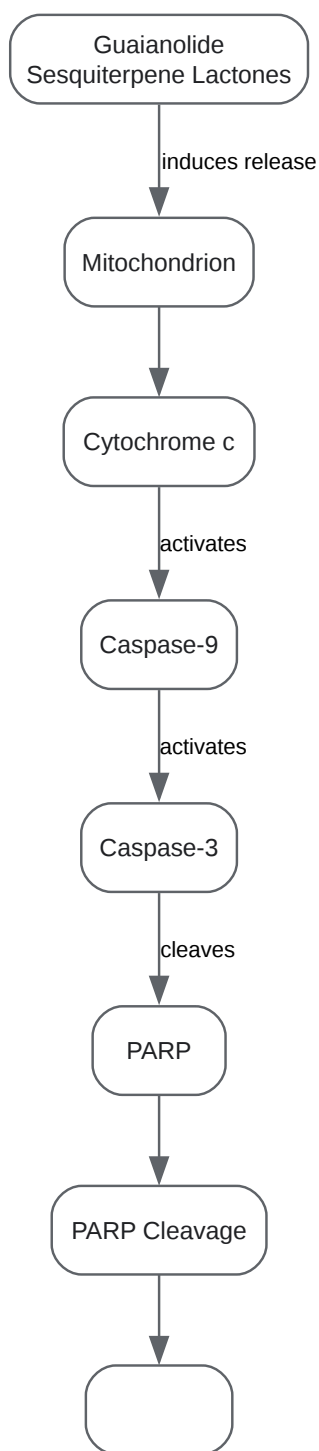 Guaianolide
Sesquiterpene Lactones
induces release
Mitochondrion
Cytochrome c
activates
Caspase-9
activates
Caspase-3
cleaves
PARP
PARP Cleavage